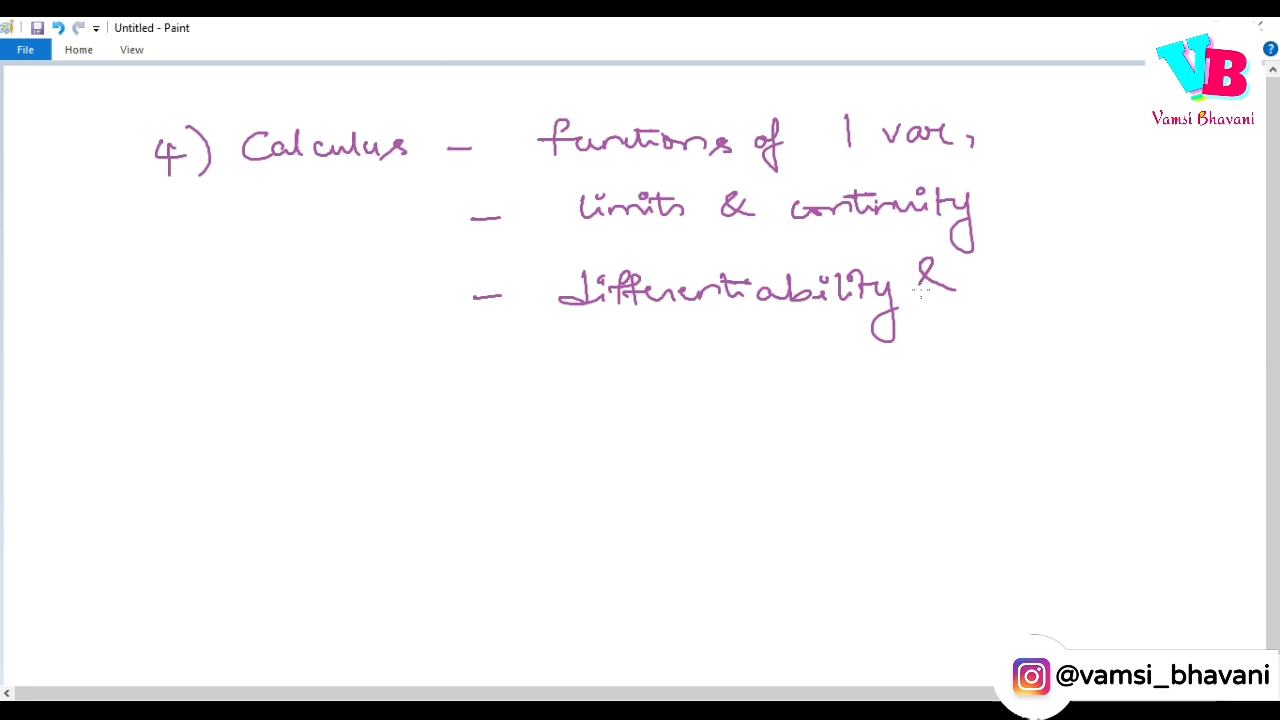 Untitled - Paint
File Home View
VB
Vamsi Bhavani
4) Calculus - functions of 1 var,
- limits & continuity
- differentiability &
@vamsi_bhavani